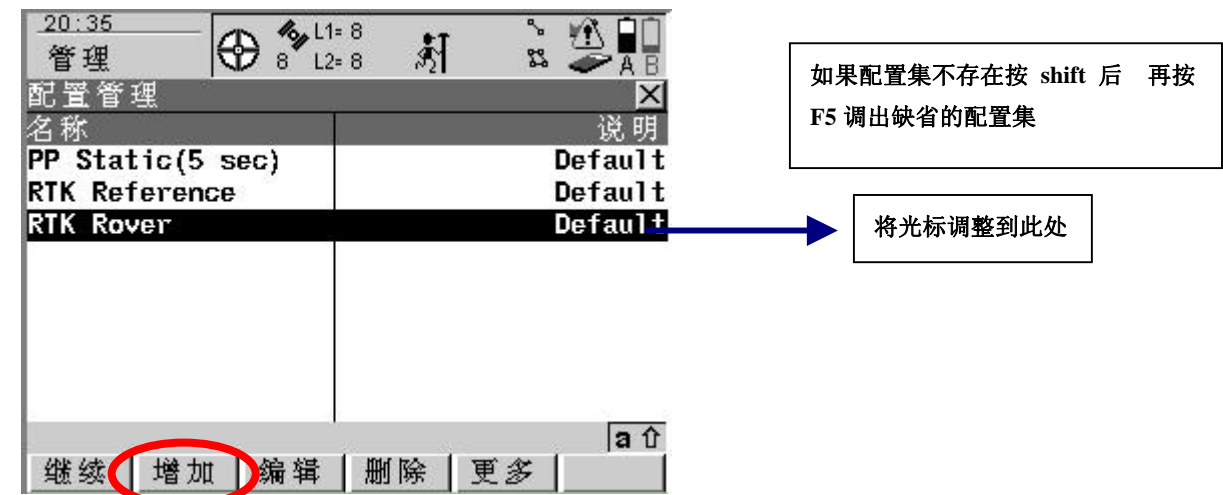 20:35
管理
L1= 8
8 L2= 8
2
A B
配置管理
名称 说明
PP Static(5 sec) Default
RTK Reference Default
RTK Rover Default
a
继续 增加 编辑 删除 更多
如果配置集不存在按 shift 后 再按
F5 调出缺省的配置集
将光标调整到此处